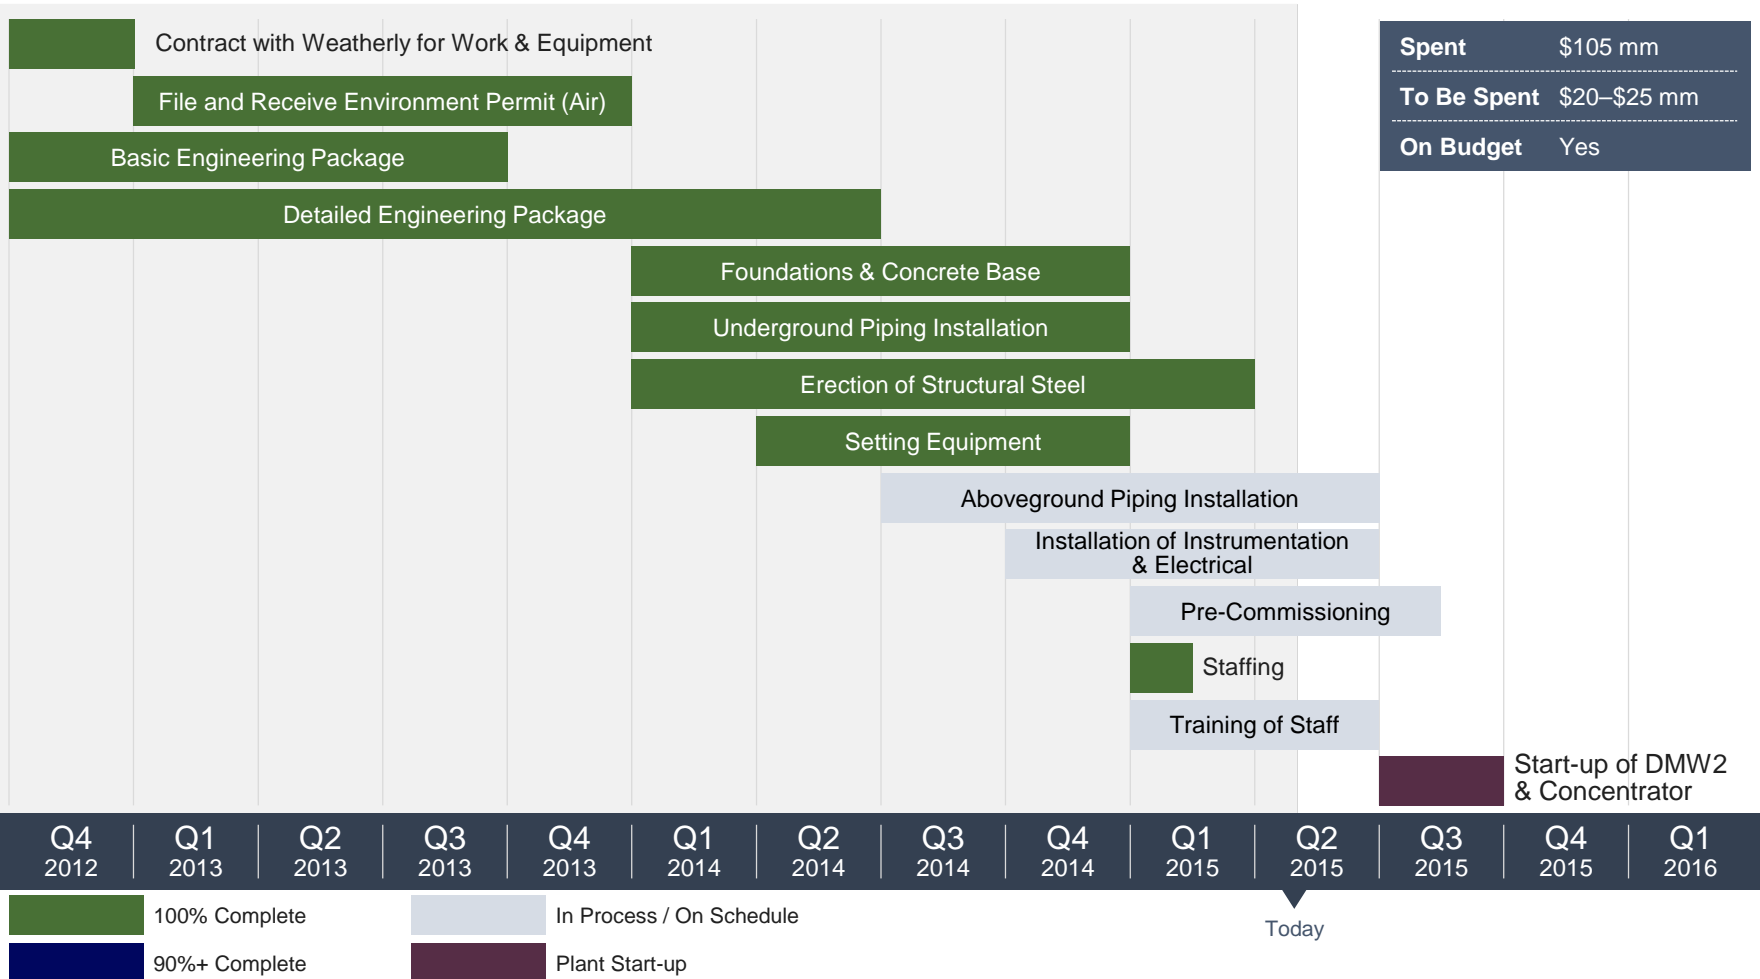 Contract with Weatherly for Work & Equipment
Spent $105 mm
To Be Spent $20–$25 mm
On Budget Yes
File and Receive Environment Permit (Air)
Basic Engineering Package
Detailed Engineering Package
Foundations & Concrete Base
Underground Piping Installation
Erection of Structural Steel
Setting Equipment
Aboveground Piping Installation
Installation of Instrumentation
& Electrical
Pre-Commissioning
Staffing
Training of Staff
Start-up of DMW2
& Concentrator
Q4 Q1 Q2 Q3 Q4 Q1 Q2 Q3 Q4 Q1 Q2 Q3 Q4 Q1
2012 2013 2013 2013 2013 2014 2014 2014 2014 2015 2015 2015 2015 2016
100% Complete In Process / On Schedule
Today
90%+ Complete Plant Start-up